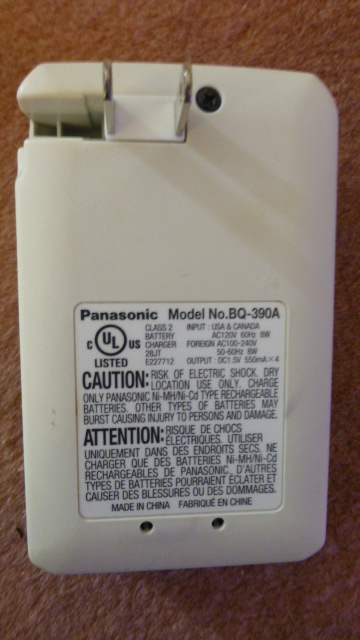 Panasonic Model No.BQ-390A
CLASS 2 INPUT : USA & CANADA
BATTERY AC120V 60Hz 8W
CHARGER FOREIGN AC100-240V
28JT 50-60Hz 8W
E227712 OUTPUT : DC1.5V 550mA×4
C UL US
LISTED
CAUTION: RISK OF ELECTRIC SHOCK. DRY
LOCATION USE ONLY. CHARGE
ONLY PANASONIC Ni-MH/Ni-Cd TYPE RECHARGEABLE
BATTERIES. OTHER TYPES OF BATTERIES MAY
BURST CAUSING INJURY TO PERSONS AND DAMAGE.
ATTENTION: RISQUE DE CHOCS
ÉLECTRIQUES. UTILISER
UNIQUEMENT DANS DES ENDROITS SECS. NE
CHARGER QUE DES BATTERIES Ni-MH/Ni-Cd
RECHARGEABLES DE PANASONIC. D'AUTRES
TYPES DE BATTERIES POURRAIENT ÉCLATER ET
CAUSER DES BLESSURES OU DES DOMMAGES.
MADE IN CHINA FABRIQUÉ EN CHINE